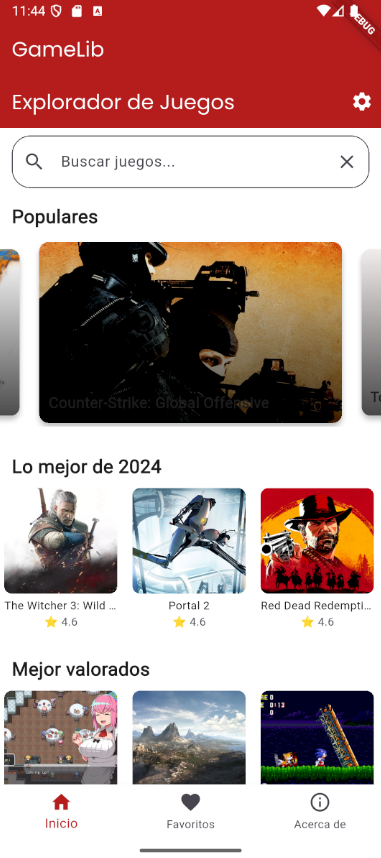 11:44
DEBUG
GameLib
Explorador de Juegos
Buscar juegos...
Populares
Counter-Strike: Global Offensive
Lo mejor de 2024
The Witcher 3: Wild ...
Portal 2
Red Dead Redempti...
4.6
4.6
4.6
Mejor valorados
Inicio
Favoritos
Acerca de